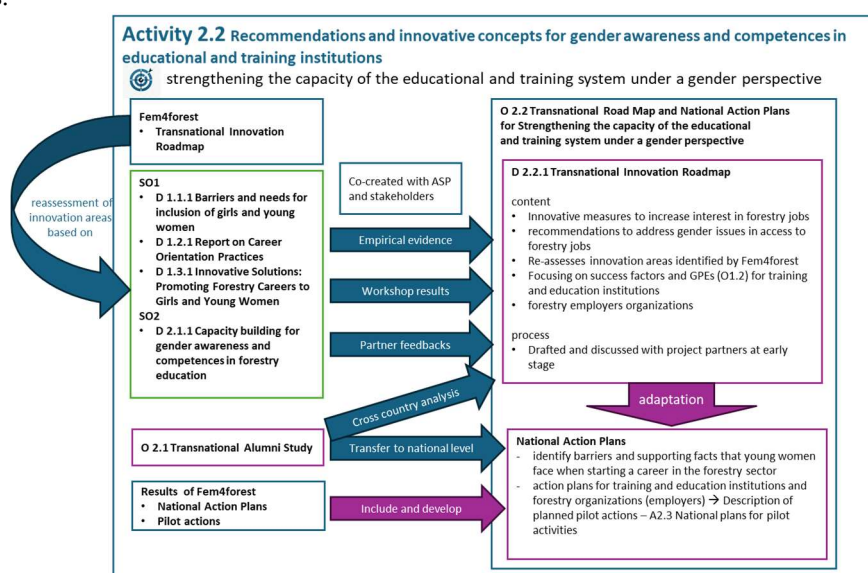 Activity 2.2 Recommendations and innovative concepts for gender awareness and competences in
educational and training institutions
strengthening the capacity of the educational and training system under a gender perspective
Fem4forest
• Transnational Innovation
Roadmap
reassessment of
innovation areas
based on
SO1
• D 1.1.1 Barriers and needs for
inclusion of girls and young
women
• D 1.2.1 Report on Career
Orientation Practices
• D 1.3.1 Innovative Solutions:
Promoting Forestry Careers to
Girls and Young Women
SO2
• D 2.1.1 Capacity building for
gender awareness and
competences in forestry
education
O 2.1 Transnational Alumni Study
Results of Fem4forest
• National Action Plans
• Pilot actions
Co-created with ASP
and stakeholders
Empirical evidence
Workshop results
Partner feedbacks
Cross country analysis
Transfer to national level
Include and develop
O 2.2 Transnational Road Map and National Action Plans
for Strengthening the capacity of the educational
and training system under a gender perspective
D 2.2.1 Transnational Innovation Roadmap
content
• Innovative measures to increase interest in forestry jobs
• recommendations to address gender issues in access to
forestry jobs
• Re-assesses innovation areas identified by Fem4forest
• Focusing on success factors and GPEs (O1.2) for training
and education institutions
• forestry employers organizations
process
• Drafted and discussed with project partners at early
stage
adaptation
National Action Plans
- identify barriers and supporting facts that young women
face when starting a career in the forestry sector
- action plans for training and education institutions and
forestry organizations (employers) → Description of
planned pilot actions – A2.3 National plans for pilot
activities